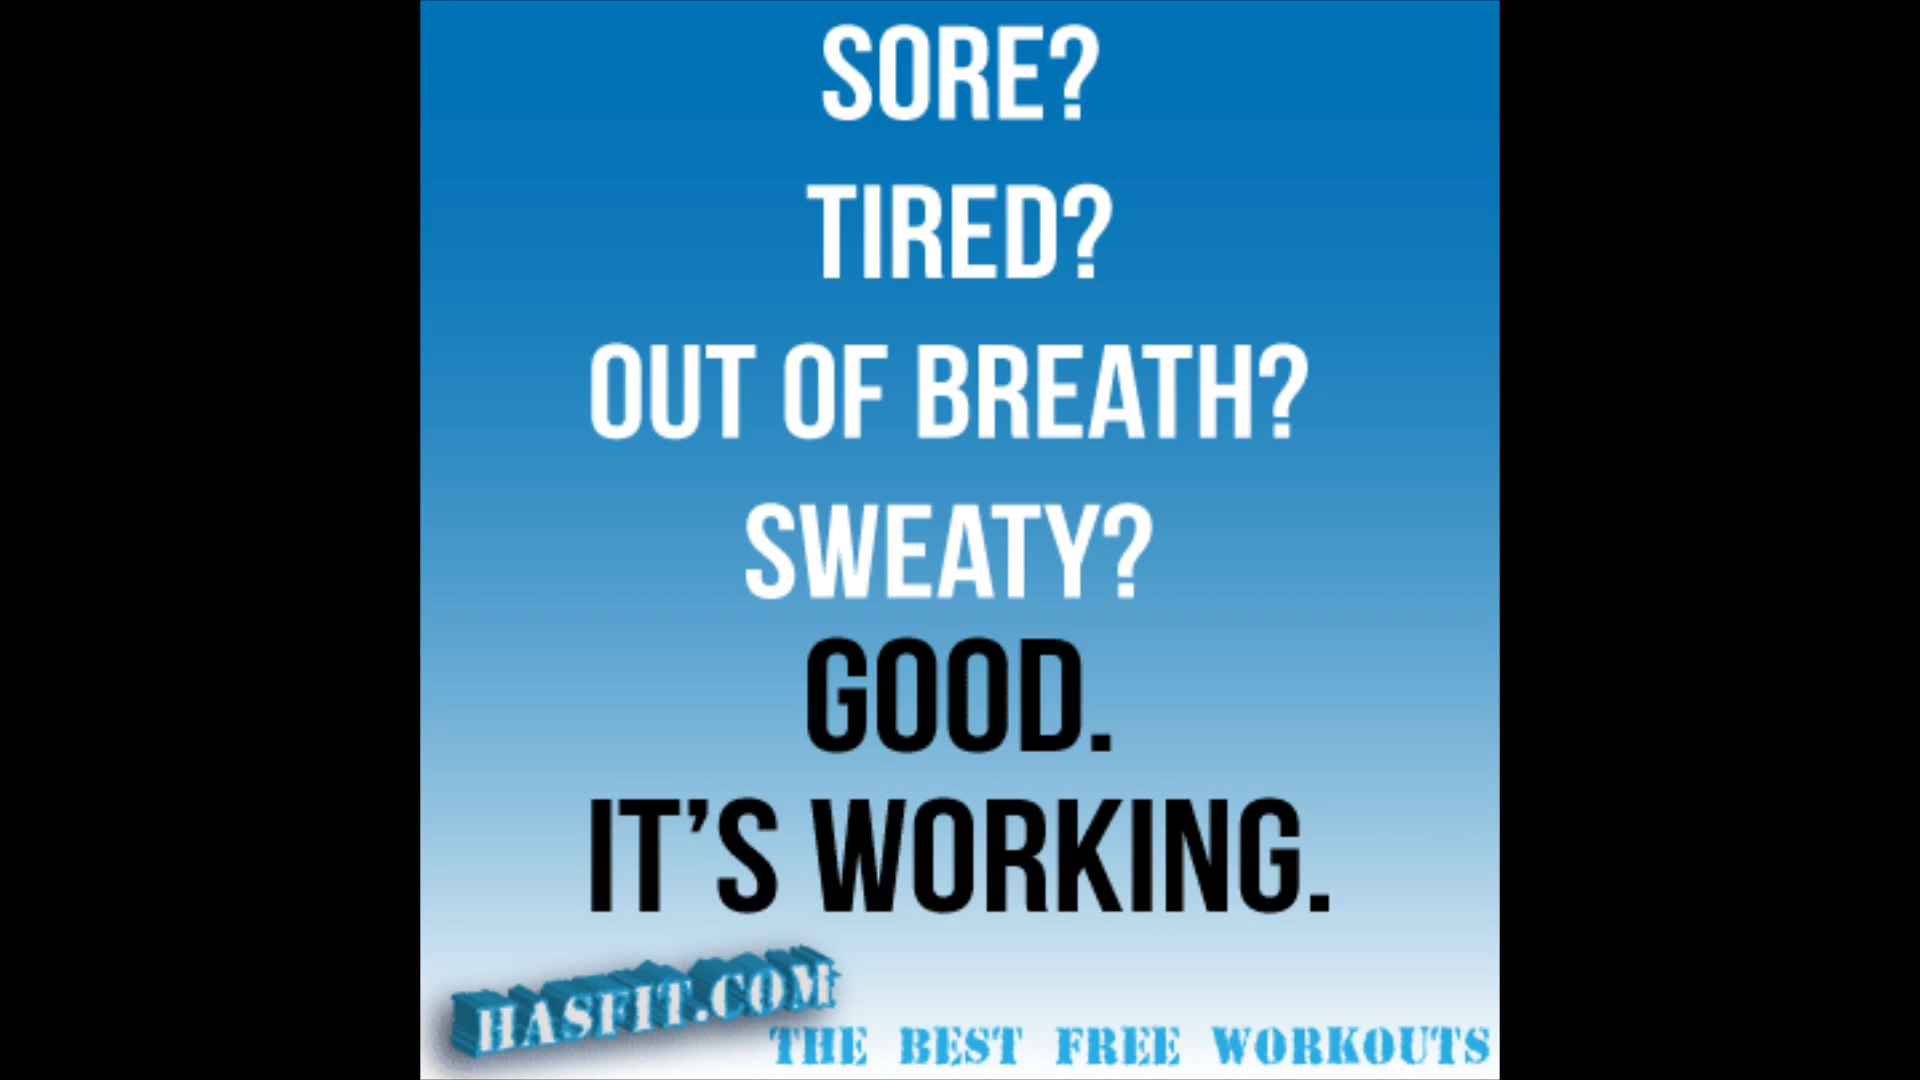 SORE?
TIRED?
OUT OF BREATH?
SWEATY?
GOOD.
IT’S WORKING.
HASFIT.COM
THE BEST FREE WORKOUTS